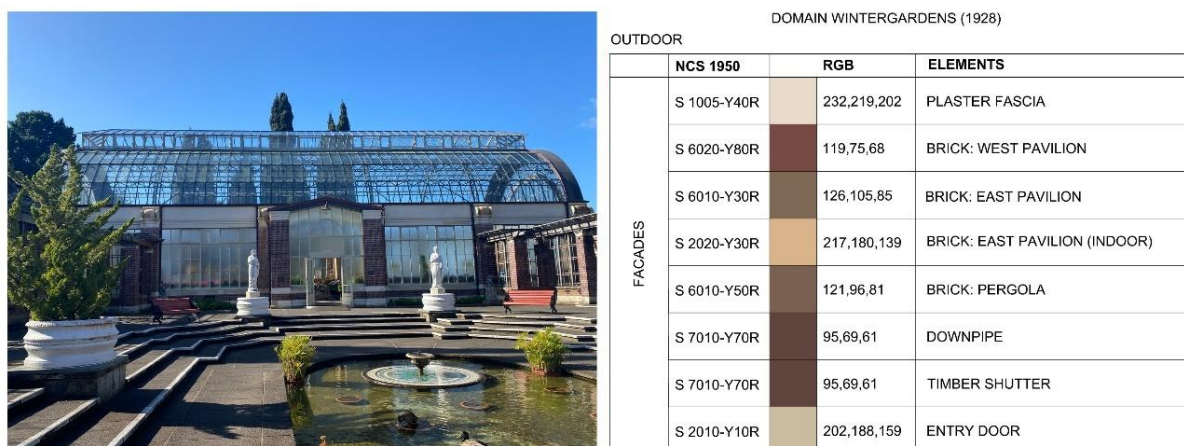 DOMAIN WINTERGARDENS (1928)
OUTDOOR
NCS 1950 RGB ELEMENTS
FACADES
S 1005-Y40R 232,219,202 PLASTER FASCIA
S 6020-Y80R 119,75,68 BRICK: WEST PAVILION
S 6010-Y30R 126,105,85 BRICK: EAST PAVILION
S 2020-Y30R 217,180,139 BRICK: EAST PAVILION (INDOOR)
S 6010-Y50R 121,96,81 BRICK: PERGOLA
S 7010-Y70R 95,69,61 DOWNPIPE
S 7010-Y70R 95,69,61 TIMBER SHUTTER
S 2010-Y10R 202,188,159 ENTRY DOOR